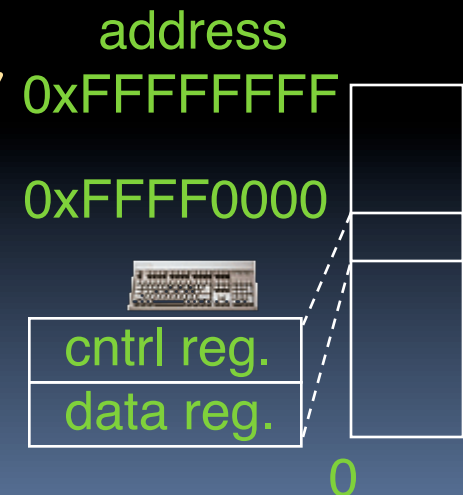 address
0xFFFFFFFF
0xFFFF0000
cntrl reg.
data reg.
0